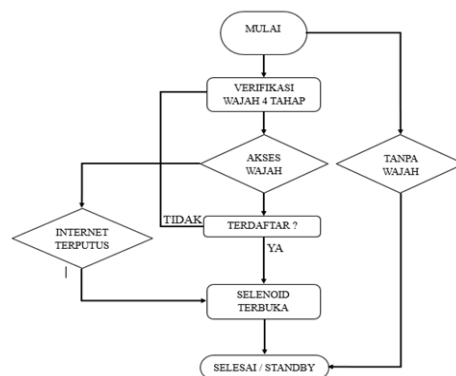 MULAI
VERIFIKASI
WAJAH 4 TAHAP
AKSES
WAJAH
TANPA
WAJAH
INTERNET
TERPUTUS
TIDAK
TERDAFTAR ?
YA
SELENOID
TERBUKA
SELESAI / STANDBY